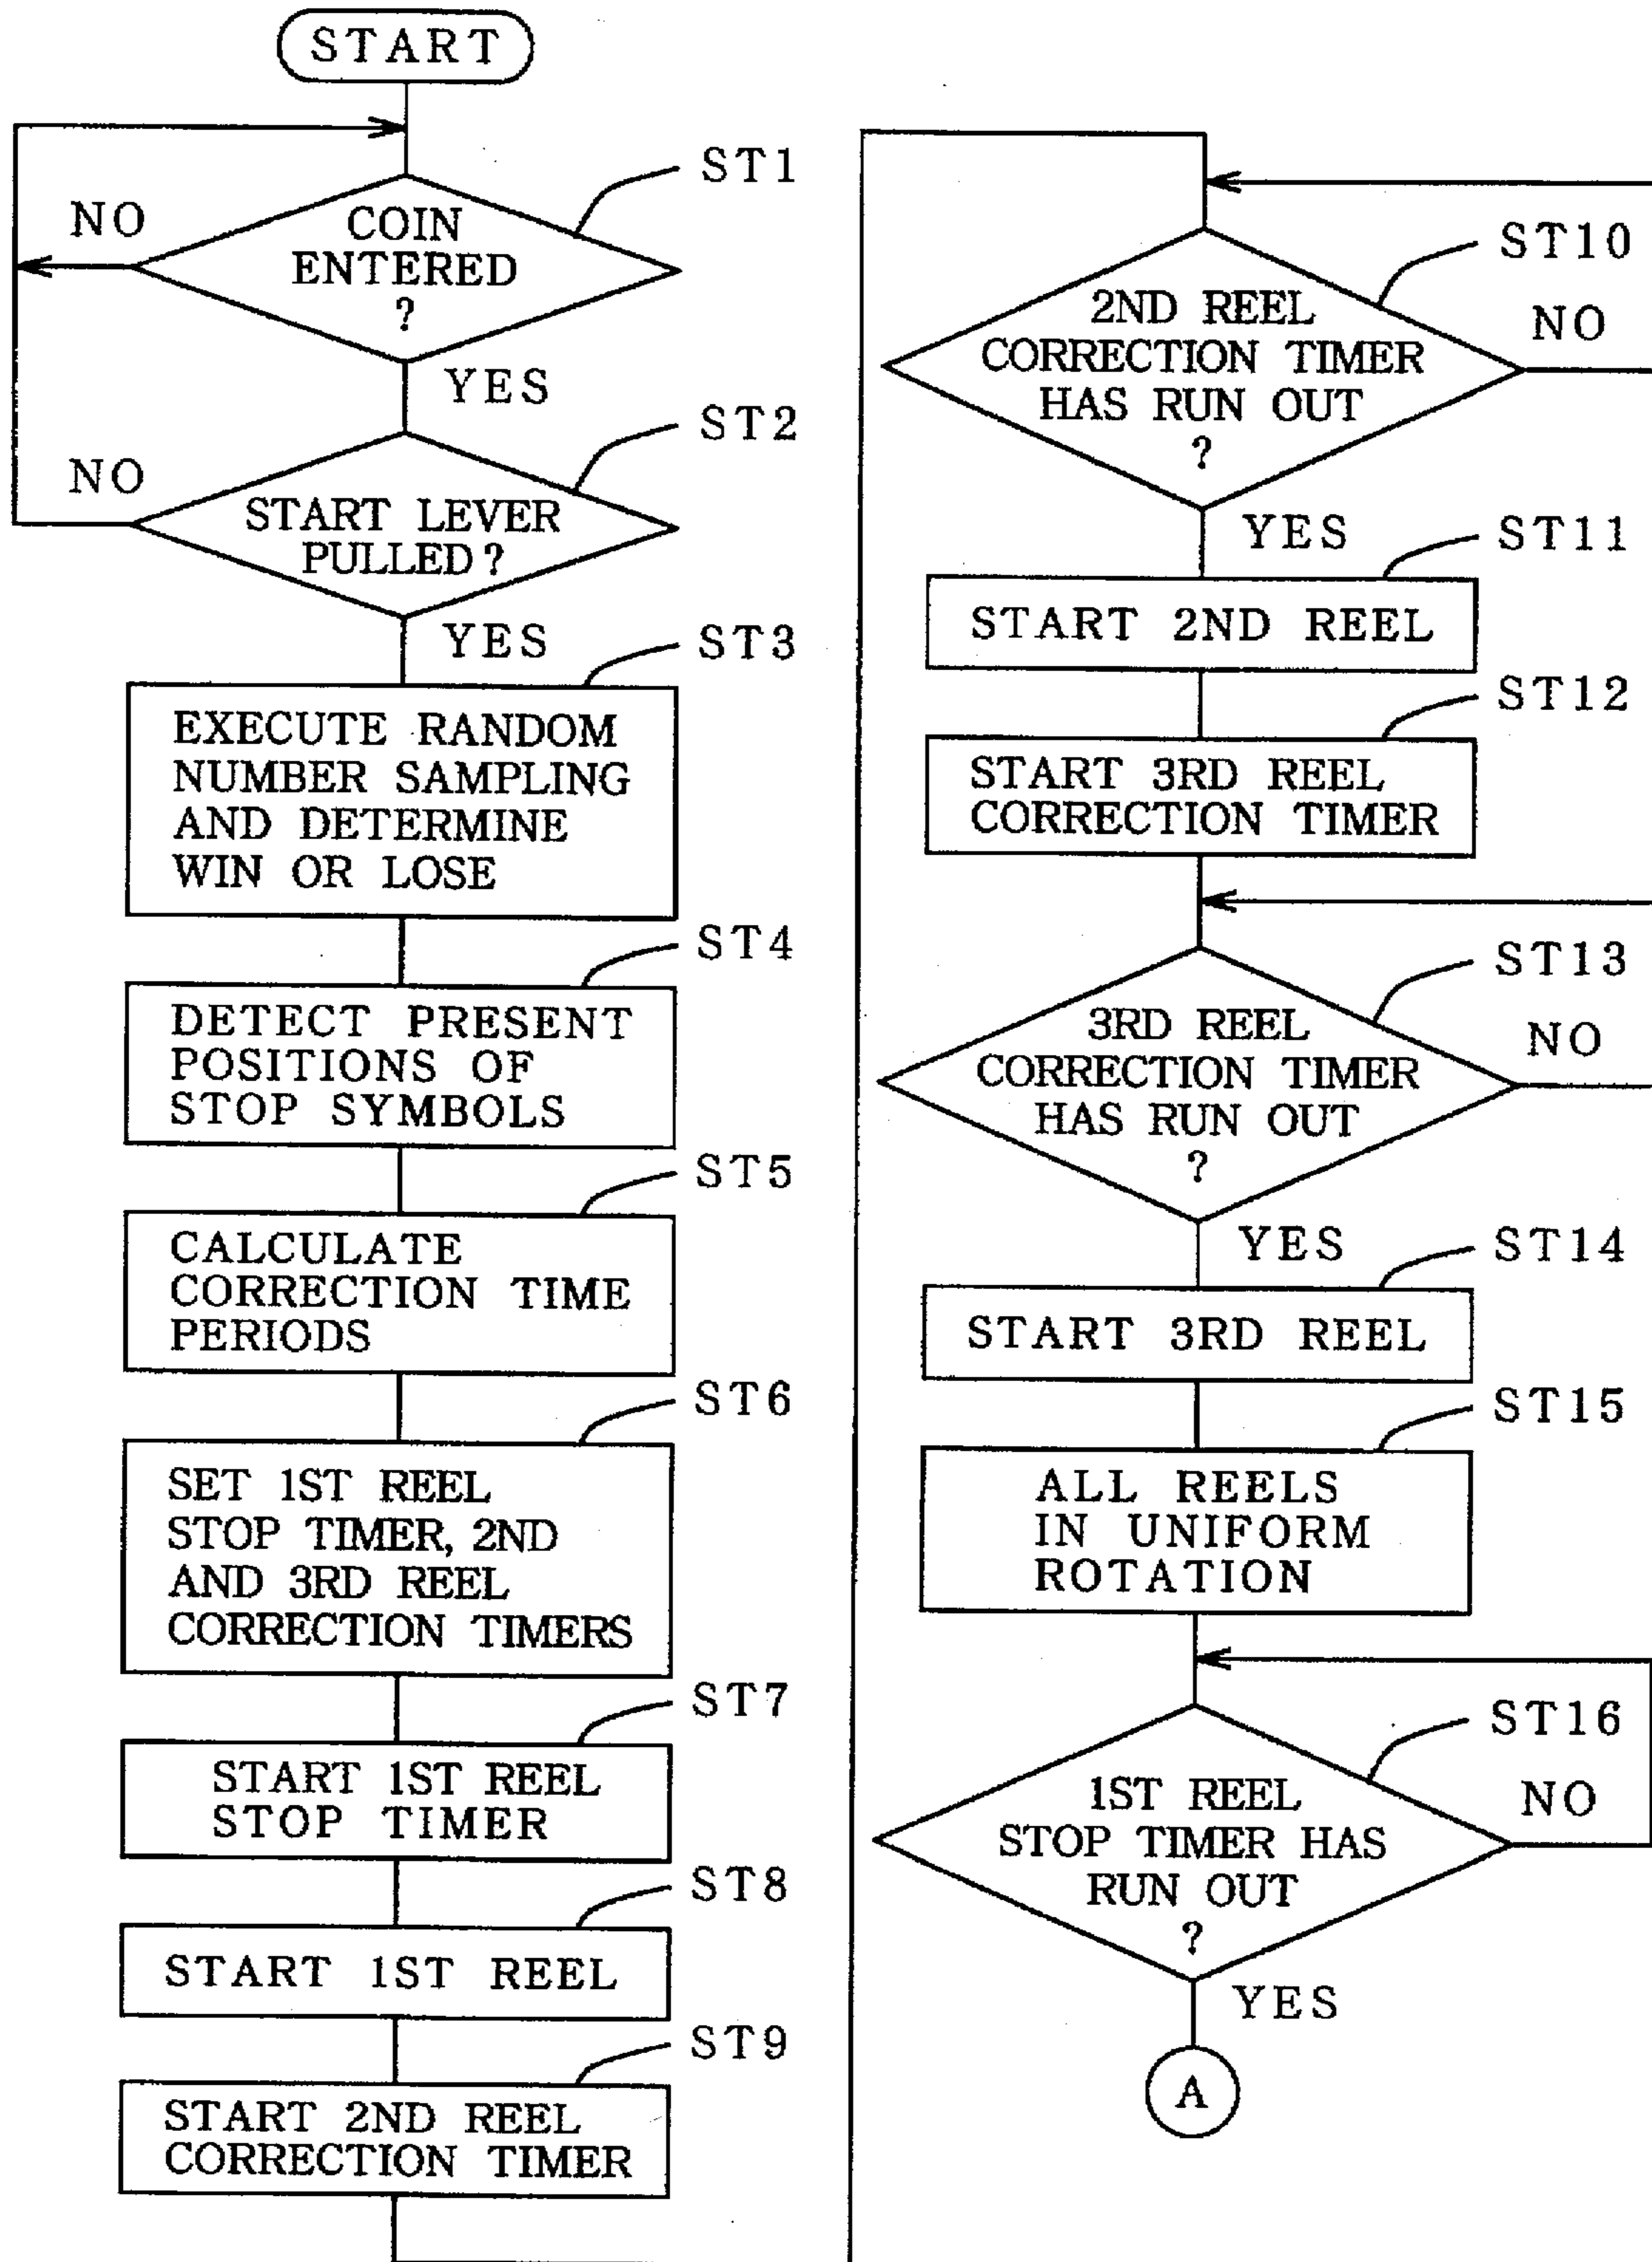 START
ST1
NO
COIN
ENTERED
?
YES
ST2
NO
START LEVER
PULLED?
YES
ST3
EXECUTE RANDOM
NUMBER SAMPLING
AND DETERMINE
WIN OR LOSE
ST4
DETECT PRESENT
POSITIONS OF
STOP SYMBOLS
ST5
CALCULATE
CORRECTION TIME
PERIODS
ST6
SET 1ST REEL
STOP TIMER, 2ND
AND 3RD REEL
CORRECTION TIMERS
ST7
START 1ST REEL
STOP TIMER
ST8
START 1ST REEL
ST9
START 2ND REEL
CORRECTION TIMER
ST10
2ND REEL
CORRECTION TIMER
HAS RUN OUT
?
NO
YES
ST11
START 2ND REEL
ST12
START 3RD REEL
CORRECTION TIMER
ST13
3RD REEL
CORRECTION TIMER
HAS RUN OUT
?
NO
YES
ST14
START 3RD REEL
ST15
ALL REELS
IN UNIFORM
ROTATION
ST16
1ST REEL
STOP TIMER HAS
RUN OUT
?
NO
YES
A